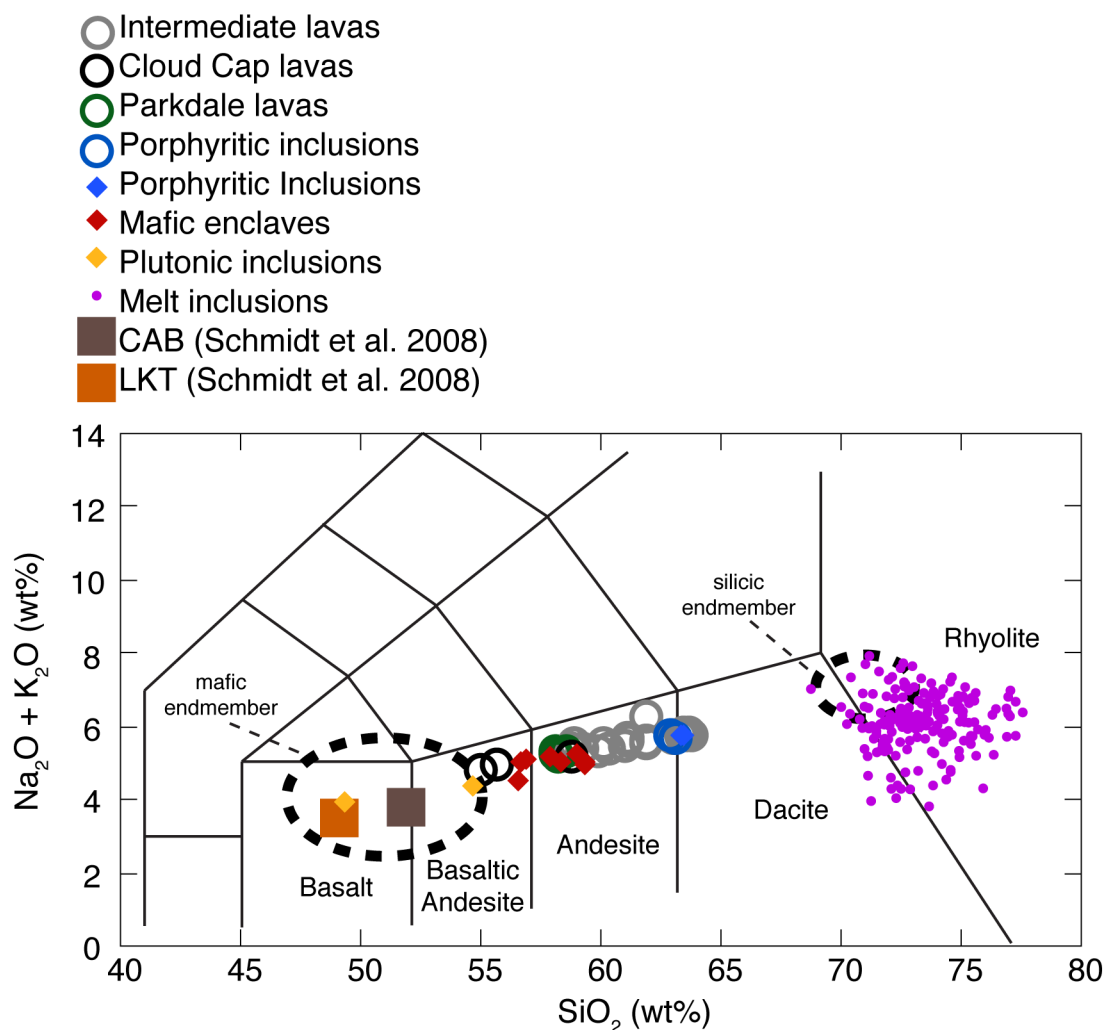 Intermediate lavas
Cloud Cap lavas
Parkdale lavas
Porphyritic inclusions
Porphyritic Inclusions
Mafic enclaves
Plutonic inclusions
Melt inclusions
CAB (Schmidt et al. 2008)
LKT (Schmidt et al. 2008)
14
12
10
8
6
4
2
0
Na₂O + K₂O (wt%)
silicic
endmember
Rhyolite
mafic
endmember
Dacite
Andesite
Basaltic
Andesite
Basalt
40 45 50 55 60 65 70 75 80
SiO₂ (wt%)